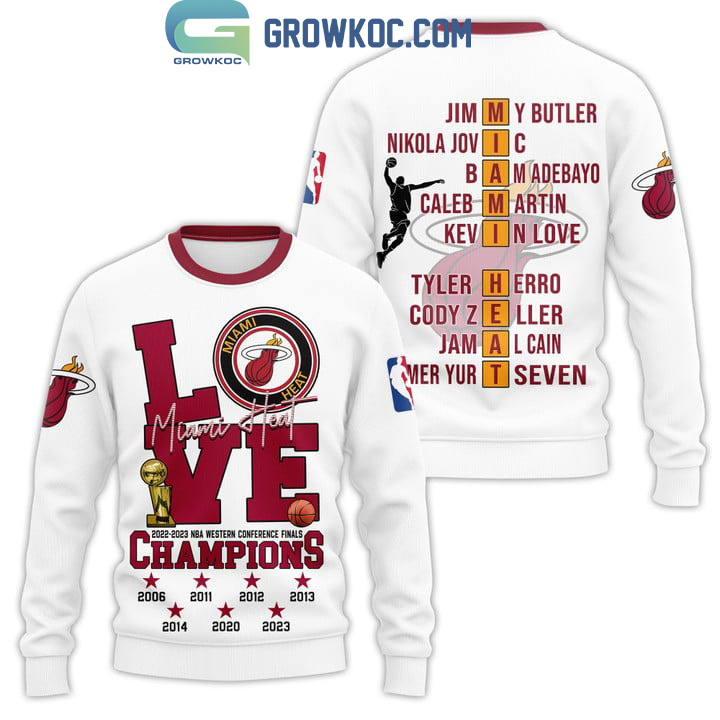 GROWKOC.COM
GROWKOC
JIMMY BUTLER
NIKOLA JOVIC
BAM ADEBAYO
CALEB MARTIN
KEVIN LOVE
TYLER HERRO
CODY ZELLER
JAMAL CAIN
MER YURTSEVEN
LOVE
MIAMI
HEAT
Miami Heat
2022-2023 NBA WESTERN CONFERENCE FINALS
CHAMPIONS
2006 2011 2012 2013
2014 2020 2023